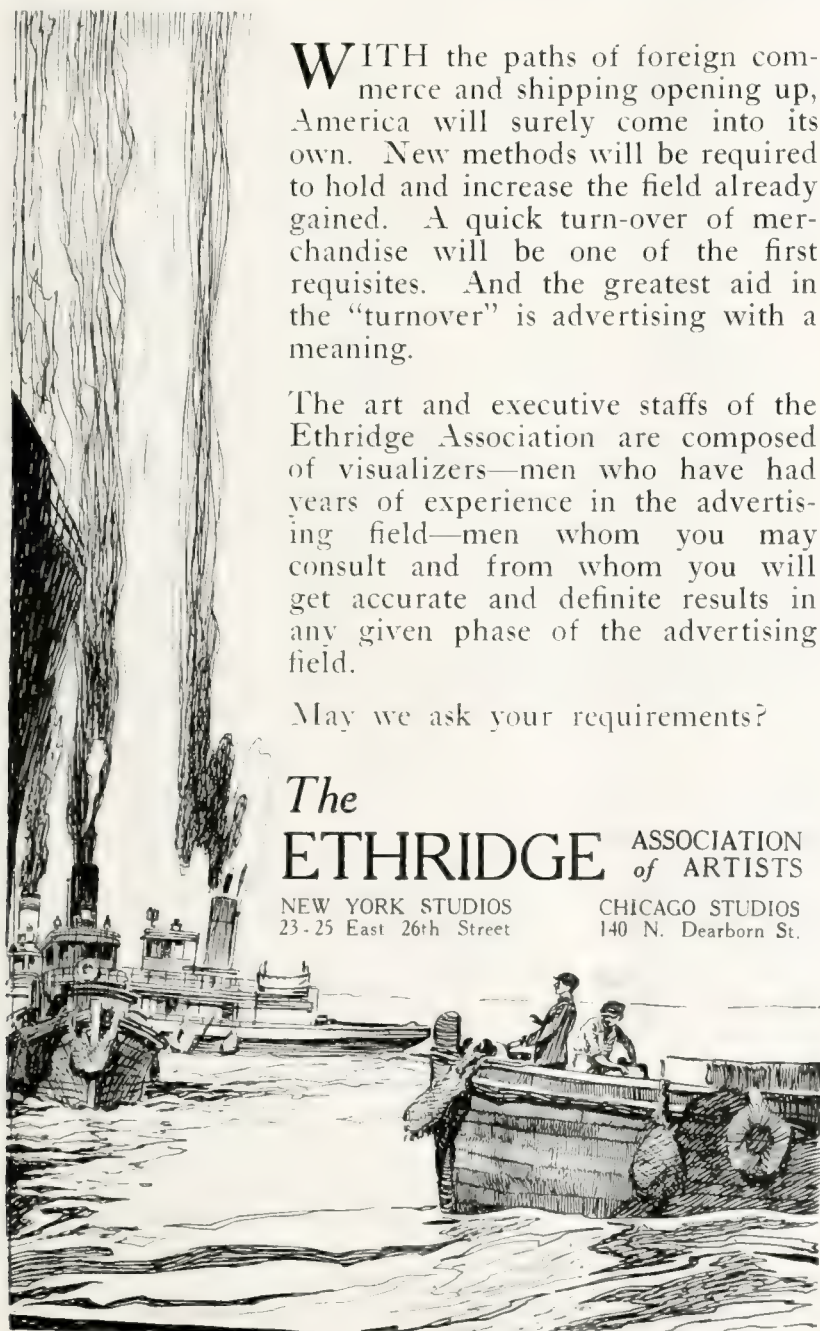 WITH the paths of foreign com-
merce and shipping opening up,
America will surely come into its
own. New methods will be required
to hold and increase the field already
gained. A quick turn-over of mer-
chandise will be one of the first
requisites. And the greatest aid in
the “turnover” is advertising with a
meaning.
The art and executive staffs of the
Ethridge Association are composed
of visualizers—men who have had
years of experience in the advertis-
ing field—men whom you may
consult and from whom you will
get accurate and definite results in
any given phase of the advertising
field.
May we ask your requirements?
The
ETHRIDGE ASSOCIATION
of ARTISTS
NEW YORK STUDIOS
23-25 East 26th Street
CHICAGO STUDIOS
140 N. Dearborn St.